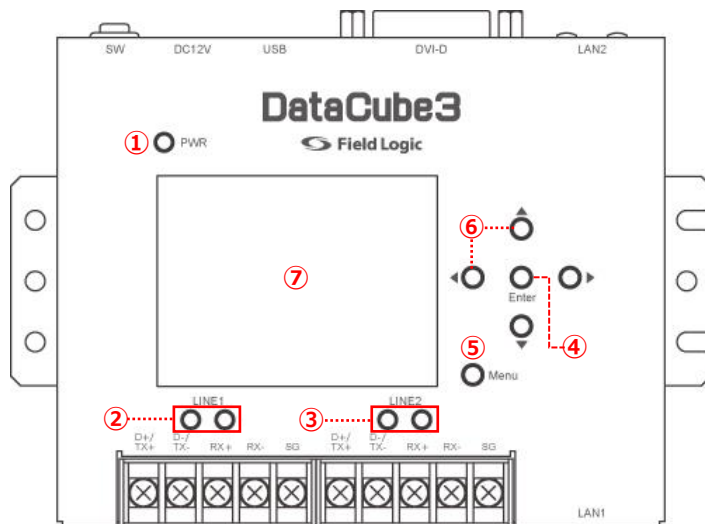 SW DC12V USB DVI-D LAN2
DataCube3
① PWR
Field Logic
⑥
⑦
Enter
④
⑤
Menu
LINE1 LINE2
② ③
D+/ D-/ D+/ D-/
TX+ TX- RX+ RX- SG TX+ TX- RX+ RX- SG
LAN1